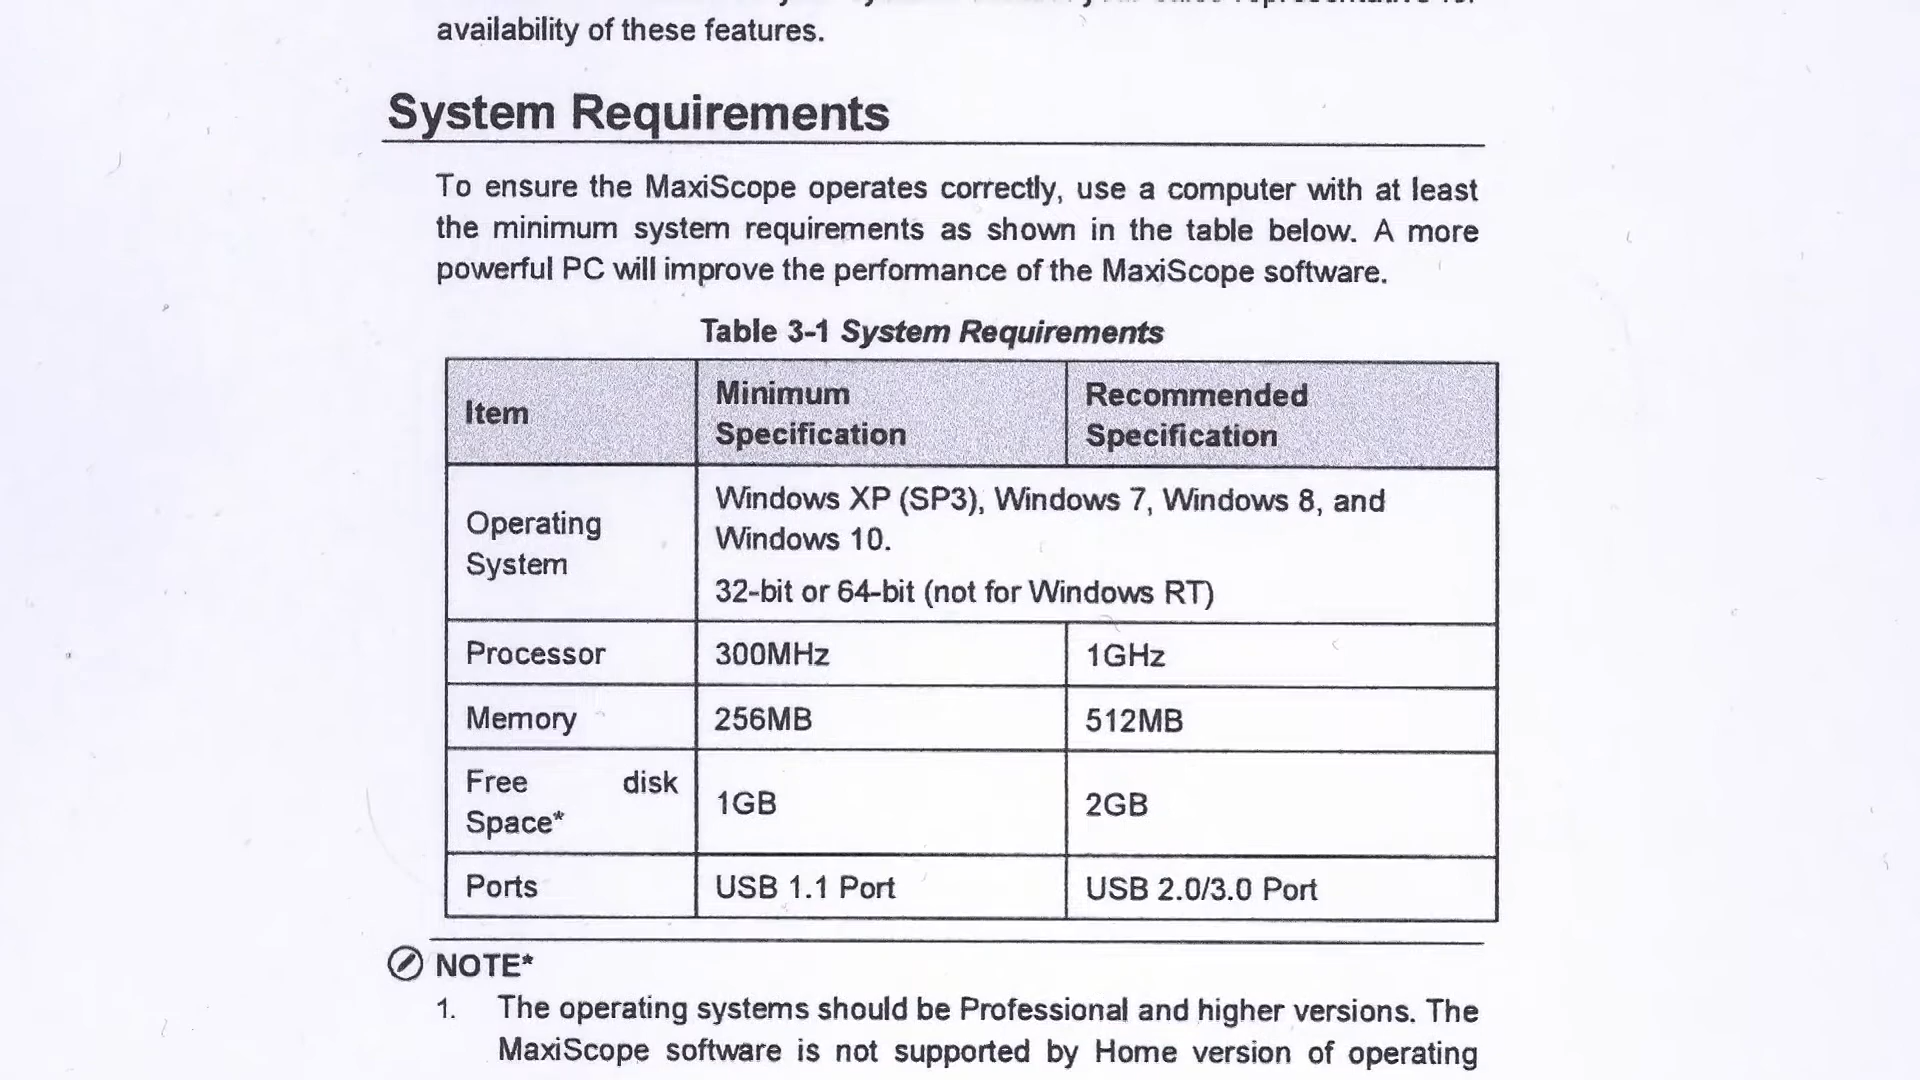 availability of these features.
System Requirements
To ensure the MaxiScope operates correctly, use a computer with at least
the minimum system requirements as shown in the table below. A more
powerful PC will improve the performance of the MaxiScope software.
Table 3-1 System Requirements
Item
Minimum
Specification
Recommended
Specification
Operating
System
Windows XP (SP3), Windows 7, Windows 8, and
Windows 10.
32-bit or 64-bit (not for Windows RT)
Processor
300MHz
1GHz
Memory
256MB
512MB
Free disk
Space*
1GB
2GB
Ports
USB 1.1 Port
USB 2.0/3.0 Port
NOTE*
1. The operating systems should be Professional and higher versions. The
MaxiScope software is not supported by Home version of operating